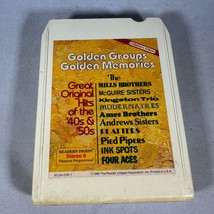 Golden Groups
Golden Memories
Great
Original
Hits
of the
'40s &
'50s
The
MILLS BROTHERS
McGUIRE SISTERS
Kingston Trio
MODERNAIRES
Ames Brothers
Andrews Sisters
PLATTERS
Pied Pipers
INK SPOTS
FOUR ACES
READER'S DIGEST
Stereo 8